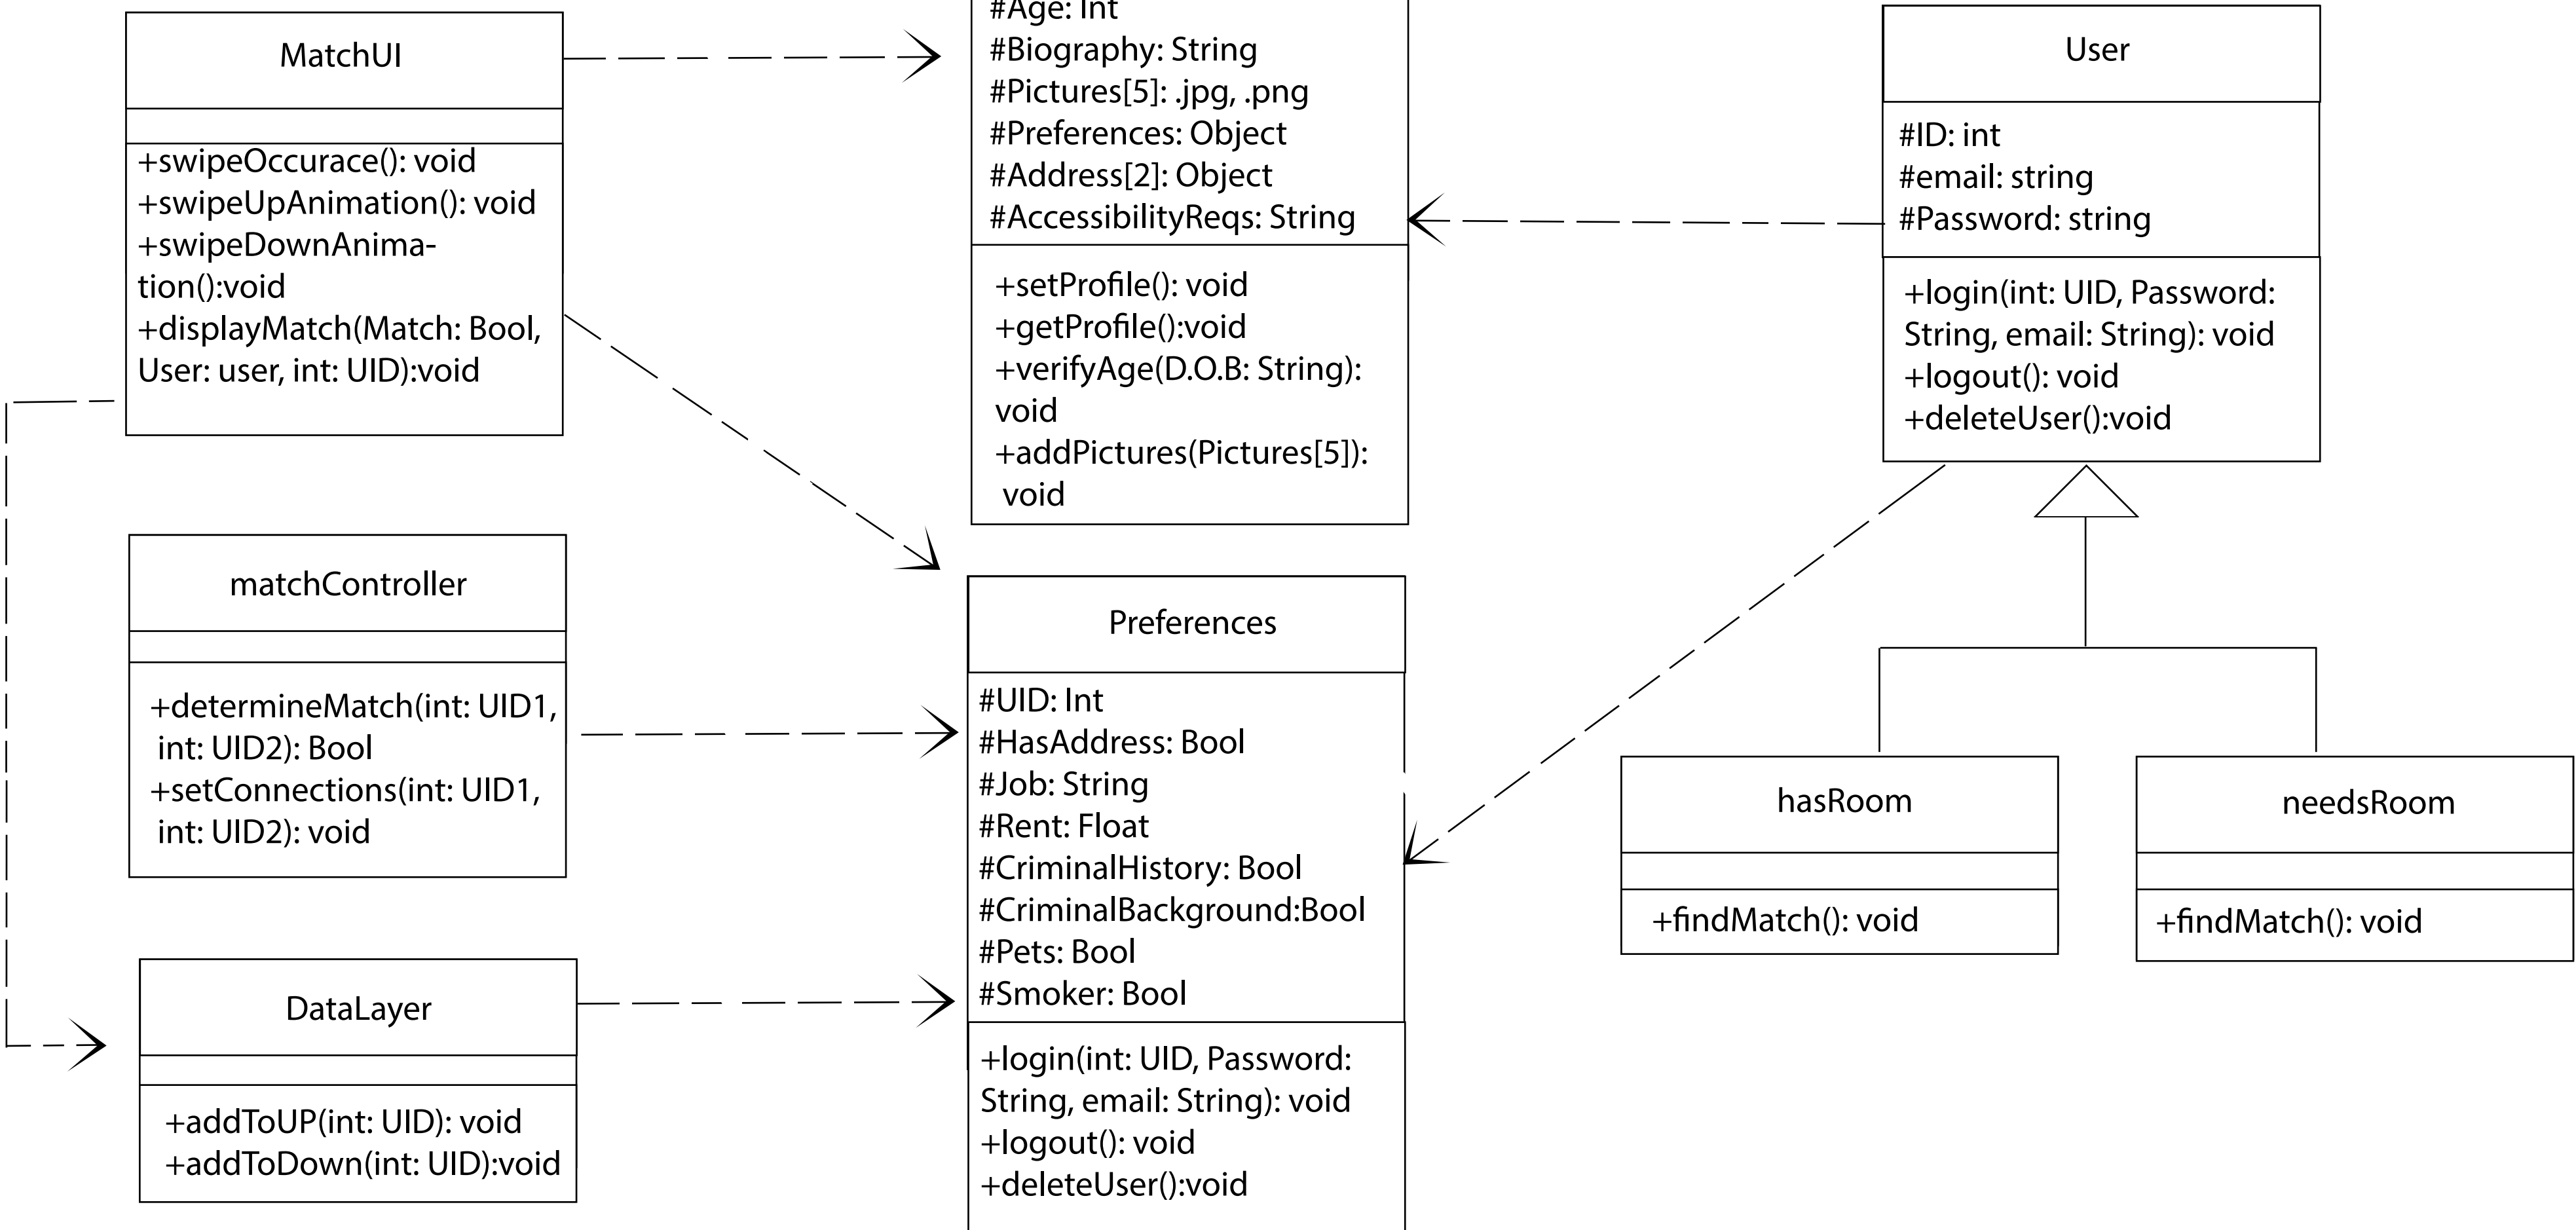 MatchUI
+swipeOccurace(): void
+swipeUpAnimation(): void
+swipeDownAnima-
tion():void
+displayMatch(Match: Bool,
User: user, int: UID):void
matchController
+determineMatch(int: UID1,
int: UID2): Bool
+setConnections(int: UID1,
int: UID2): void
DataLayer
+addToUP(int: UID): void
+addToDown(int: UID):void
#Age: Int
#Biography: String
#Pictures[5]: .jpg, .png
#Preferences: Object
#Address[2]: Object
#AccessibilityReqs: String
+setProfile(): void
+getProfile():void
+verifyAge(D.O.B: String):
void
+addPictures(Pictures[5]):
void
Preferences
#UID: Int
#HasAddress: Bool
#Job: String
#Rent: Float
#CriminalHistory: Bool
#CriminalBackground:Bool
#Pets: Bool
#Smoker: Bool
+login(int: UID, Password:
String, email: String): void
+logout(): void
+deleteUser():void
User
#ID: int
#email: string
#Password: string
+login(int: UID, Password:
String, email: String): void
+logout(): void
+deleteUser():void
hasRoom
+findMatch(): void
needsRoom
+findMatch(): void